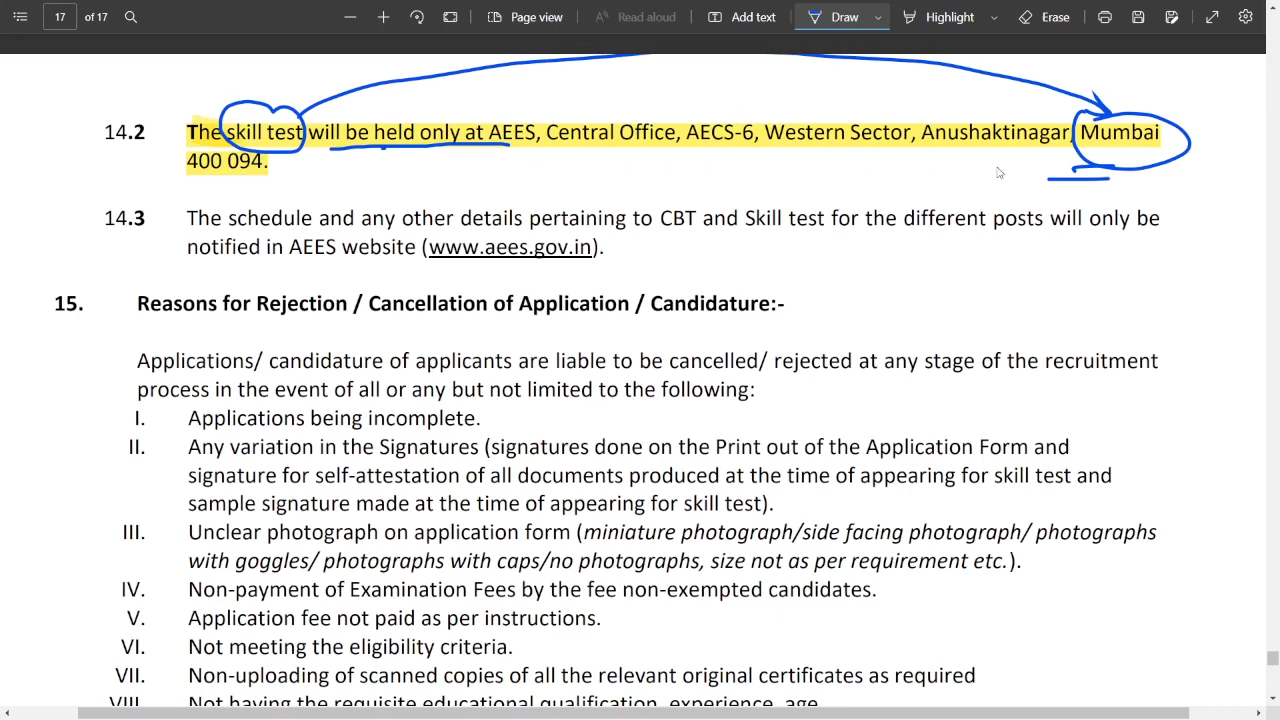 17 of 17 Page view Read aloud Add text Draw Highlight Erase
14.2 The skill test will be held only at AEES, Central Office, AECS-6, Western Sector, Anushaktinagar, Mumbai
400 094.
14.3 The schedule and any other details pertaining to CBT and Skill test for the different posts will only be
notified in AEES website (www.aees.gov.in).
15. Reasons for Rejection / Cancellation of Application / Candidature:-
Applications/ candidature of applicants are liable to be cancelled/ rejected at any stage of the recruitment
process in the event of all or any but not limited to the following:
I. Applications being incomplete.
II. Any variation in the Signatures (signatures done on the Print out of the Application Form and
signature for self-attestation of all documents produced at the time of appearing for skill test and
sample signature made at the time of appearing for skill test).
III. Unclear photograph on application form (miniature photograph/side facing photograph/ photographs
with goggles/ photographs with caps/no photographs, size not as per requirement etc.).
IV. Non-payment of Examination Fees by the fee non-exempted candidates.
V. Application fee not paid as per instructions.
VI. Not meeting the eligibility criteria.
VII. Non-uploading of scanned copies of all the relevant original certificates as required
VIII. Not having the requisite educational qualification, experience, age